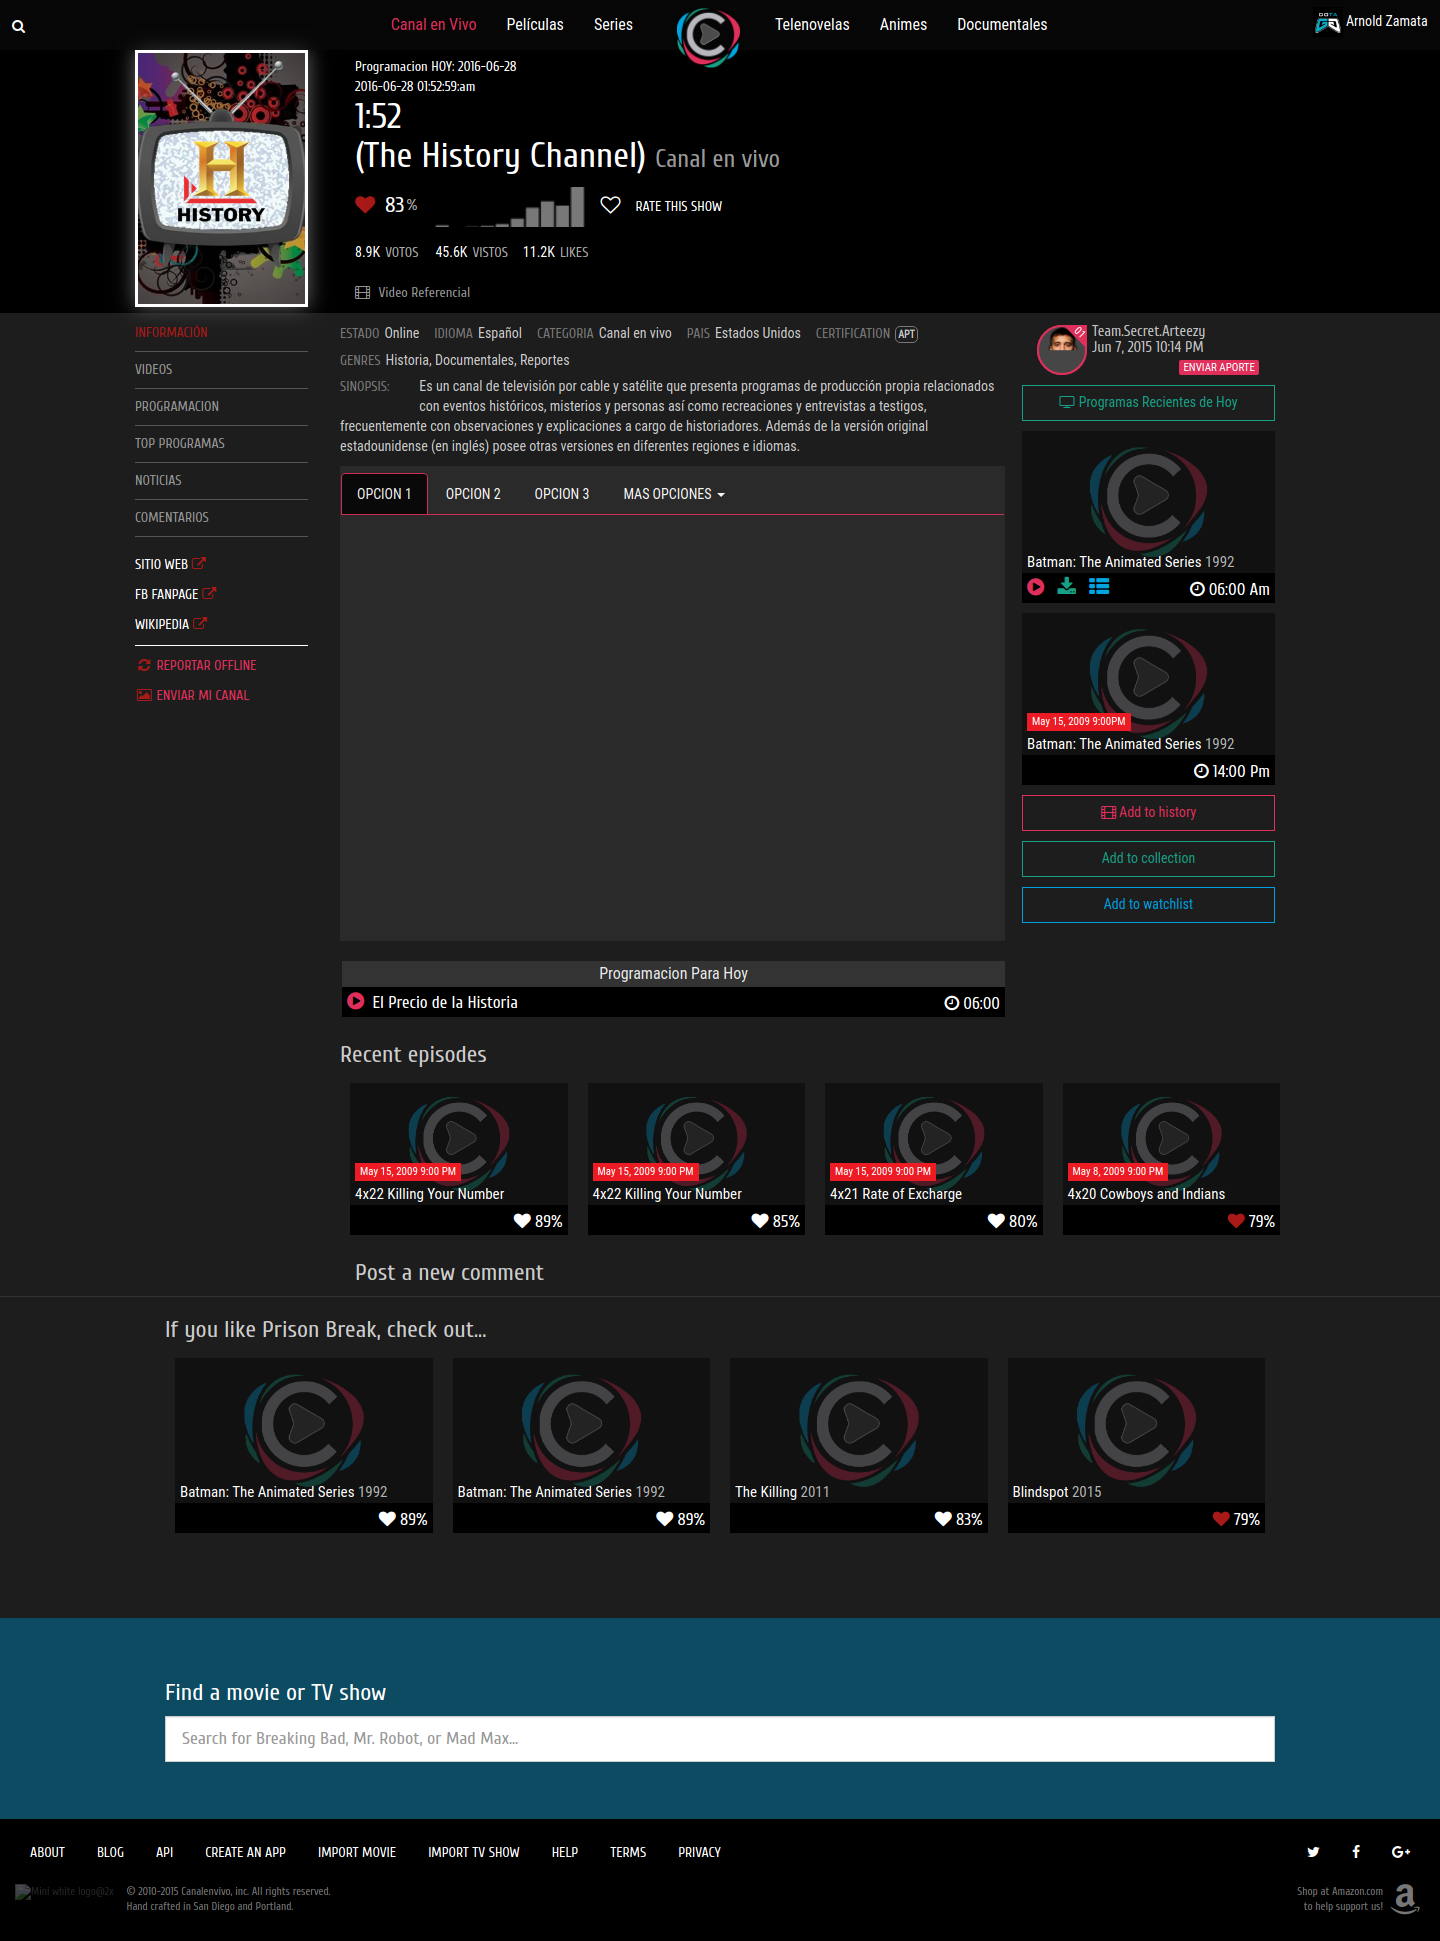 Canal en Vivo Películas Series Telenovelas Animes Documentales
DOTA Arnold Zamata
Programacion HOY: 2016-06-28
2016-06-28 01:52:59:am
1:52
(The History Channel) Canal en vivo
83 % RATE THIS SHOW
8.9K VOTOS 45.6K VISTOS 11.2K LIKES
Video Referencial
H
HISTORY
INFORMACIÓN
VIDEOS
PROGRAMACION
TOP PROGRAMAS
NOTICIAS
COMENTARIOS
SITIO WEB
FB FANPAGE
WIKIPEDIA
REPORTAR OFFLINE
ENVIAR MI CANAL
ESTADO Online IDIOMA Español CATEGORIA Canal en vivo PAIS Estados Unidos CERTIFICATION APT
GENRES Historia, Documentales, Reportes
SINOPSIS: Es un canal de televisión por cable y satélite que presenta programas de producción propia relacionados
con eventos históricos, misterios y personas así como recreaciones y entrevistas a testigos,
frecuentemente con observaciones y explicaciones a cargo de historiadores. Además de la versión original
estadounidense (en inglés) posee otras versiones en diferentes regiones e idiomas.
OPCION 1 OPCION 2 OPCION 3 MAS OPCIONES
01
Team.Secret.Arteezy
Jun 7, 2015 10:14 PM
ENVIAR APORTE
Programas Recientes de Hoy
Batman: The Animated Series 1992
06:00 Am
May 15, 2009 9:00PM
Batman: The Animated Series 1992
14:00 Pm
Add to history
Add to collection
Add to watchlist
Programacion Para Hoy
El Precio de la Historia 06:00
Recent episodes
May 15, 2009 9:00 PM
4x22 Killing Your Number
89%
May 15, 2009 9:00 PM
4x22 Killing Your Number
85%
May 15, 2009 9:00 PM
4x21 Rate of Excharge
80%
May 8, 2009 9:00 PM
4x20 Cowboys and Indians
79%
Post a new comment
If you like Prison Break, check out...
Batman: The Animated Series 1992
89%
Batman: The Animated Series 1992
89%
The Killing 2011
83%
Blindspot 2015
79%
Find a movie or TV show
Search for Breaking Bad, Mr. Robot, or Mad Max...
ABOUT BLOG API CREATE AN APP IMPORT MOVIE IMPORT TV SHOW HELP TERMS PRIVACY
Mini white logo@2x
© 2010-2015 Canalenvivo, inc. All rights reserved.
Hand crafted in San Diego and Portland.
Shop at Amazon.com
to help support us!